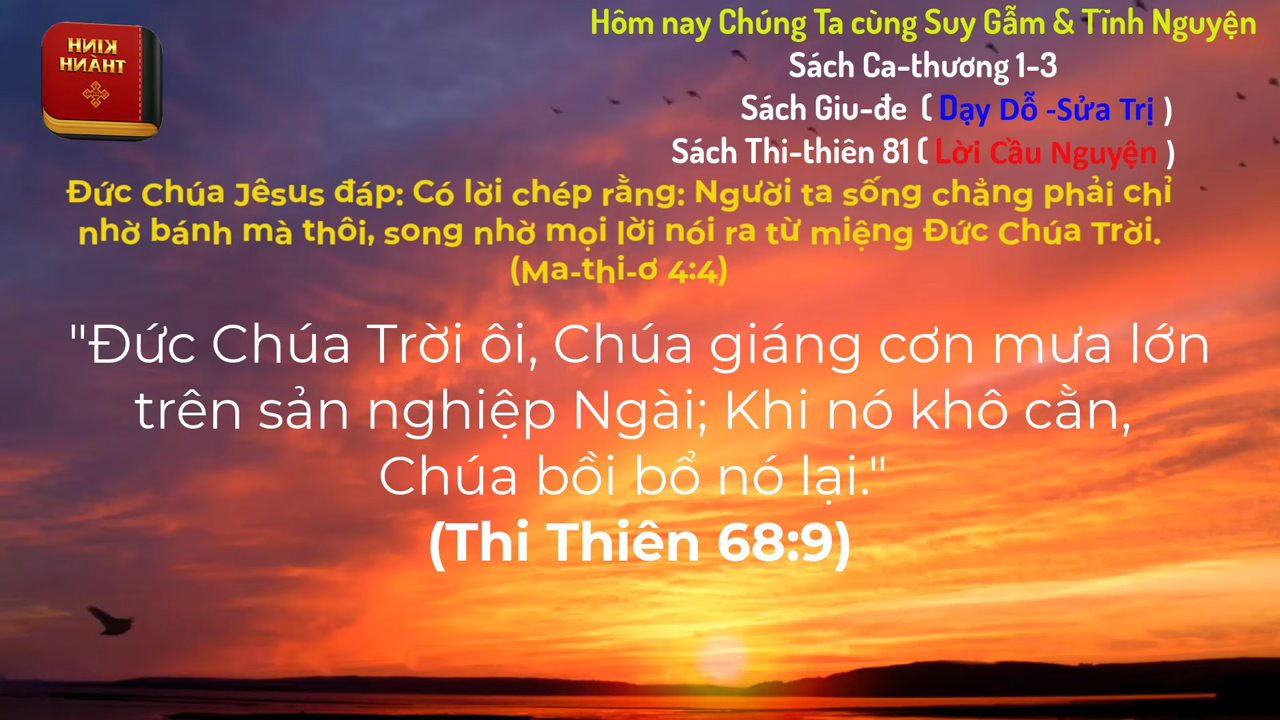 KINH
THÁNH
Hôm nay Chúng Ta cùng Suy Gẫm & Tĩnh Nguyện
Sách Ca-thương 1-3
Sách Giu-đe ( Dạy Dỗ -Sửa Trị )
Sách Thi-thiên 81 ( Lời Cầu Nguyện )
Đức Chúa Jêsus đáp: Có lời chép rằng: Người ta sống chẳng phải chỉ
nhờ bánh mà thôi, song nhờ mọi lời nói ra từ miệng Đức Chúa Trời.
(Ma-thi-ơ 4:4)
"Đức Chúa Trời ôi, Chúa giáng cơn mưa lớn
trên sản nghiệp Ngài; Khi nó khô cằn,
Chúa bồi bổ nó lại."
(Thi Thiên 68:9)